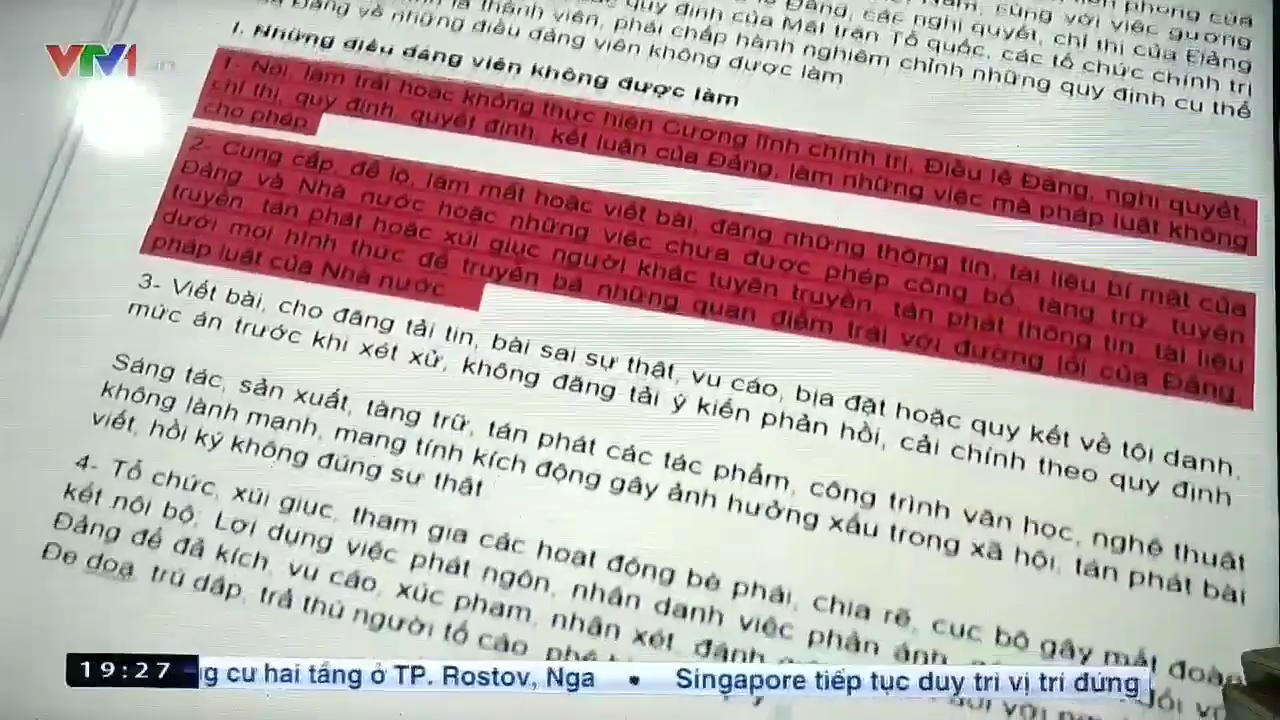 VTV1
phong của
Nam, cùng với việc gương
Đảng, các nghị quyết, chỉ thị của Đảng
là thành viên, phải chấp hành nghiêm chỉnh những quy định cụ thể
quy định của Mặt trận Tổ quốc, các tổ chức chính trị
Đảng về những điều đảng viên không được làm
I. Những điều đảng viên không được làm
1- Nói, làm trái hoặc không thực hiện Cương lĩnh chính trị, Điều lệ Đảng, nghị quyết,
chỉ thị, quy định, quyết định, kết luận của Đảng, làm những việc mà pháp luật không
cho phép
2- Cung cấp, để lộ, làm mất hoặc viết bài, đăng những thông tin, tài liệu bí mật của
Đảng và Nhà nước hoặc những việc chưa được phép công bố, tàng trữ, tuyên
truyền, tán phát hoặc xúi giục người khác tuyên truyền, tán phát thông tin, tài liệu
dưới mọi hình thức để truyền bá những quan điểm trái với đường lối của Đảng,
pháp luật của Nhà nước
3- Viết bài, cho đăng tải tin, bài sai sự thật, vu cáo, bịa đặt hoặc quy kết về tội danh,
mức án trước khi xét xử, không đăng tải ý kiến phản hồi, cải chính theo quy định
Sáng tác, sản xuất, tàng trữ, tán phát các tác phẩm, công trình văn học, nghệ thuật
không lành mạnh, mang tính kích động gây ảnh hưởng xấu trong xã hội, tán phát bài
viết, hồi ký không đúng sự thật
4- Tổ chức, xúi giục, tham gia các hoạt động bè phái, chia rẽ, cục bộ gây mất đoàn
kết nội bộ. Lợi dụng việc phát ngôn, nhân danh việc phản ánh,
Đảng để đả kích, vu cáo, xúc phạm, nhận xét, đánh
Đe doạ, trù dập, trả thù người tố cáo, phê
19:27
cư hai tầng ở TP. Rostov, Nga • Singapore tiếp tục duy trì vị trí đứng